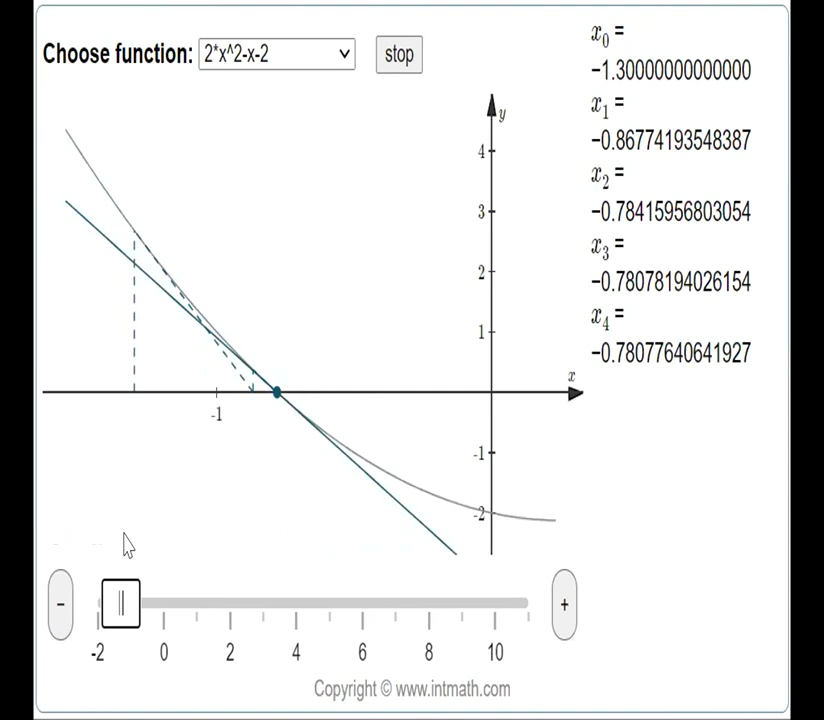 Choose function: 2*x^2-x-2 stop
x0 =
−1.30000000000000
x1 =
−0.86774193548387
x2 =
−0.78415956803054
x3 =
−0.78078194026154
x4 =
−0.78077640641927
y
4
3
2
1
x
-1
-1
-2
− +
-2 0 2 4 6 8 10
Copyright © www.intmath.com